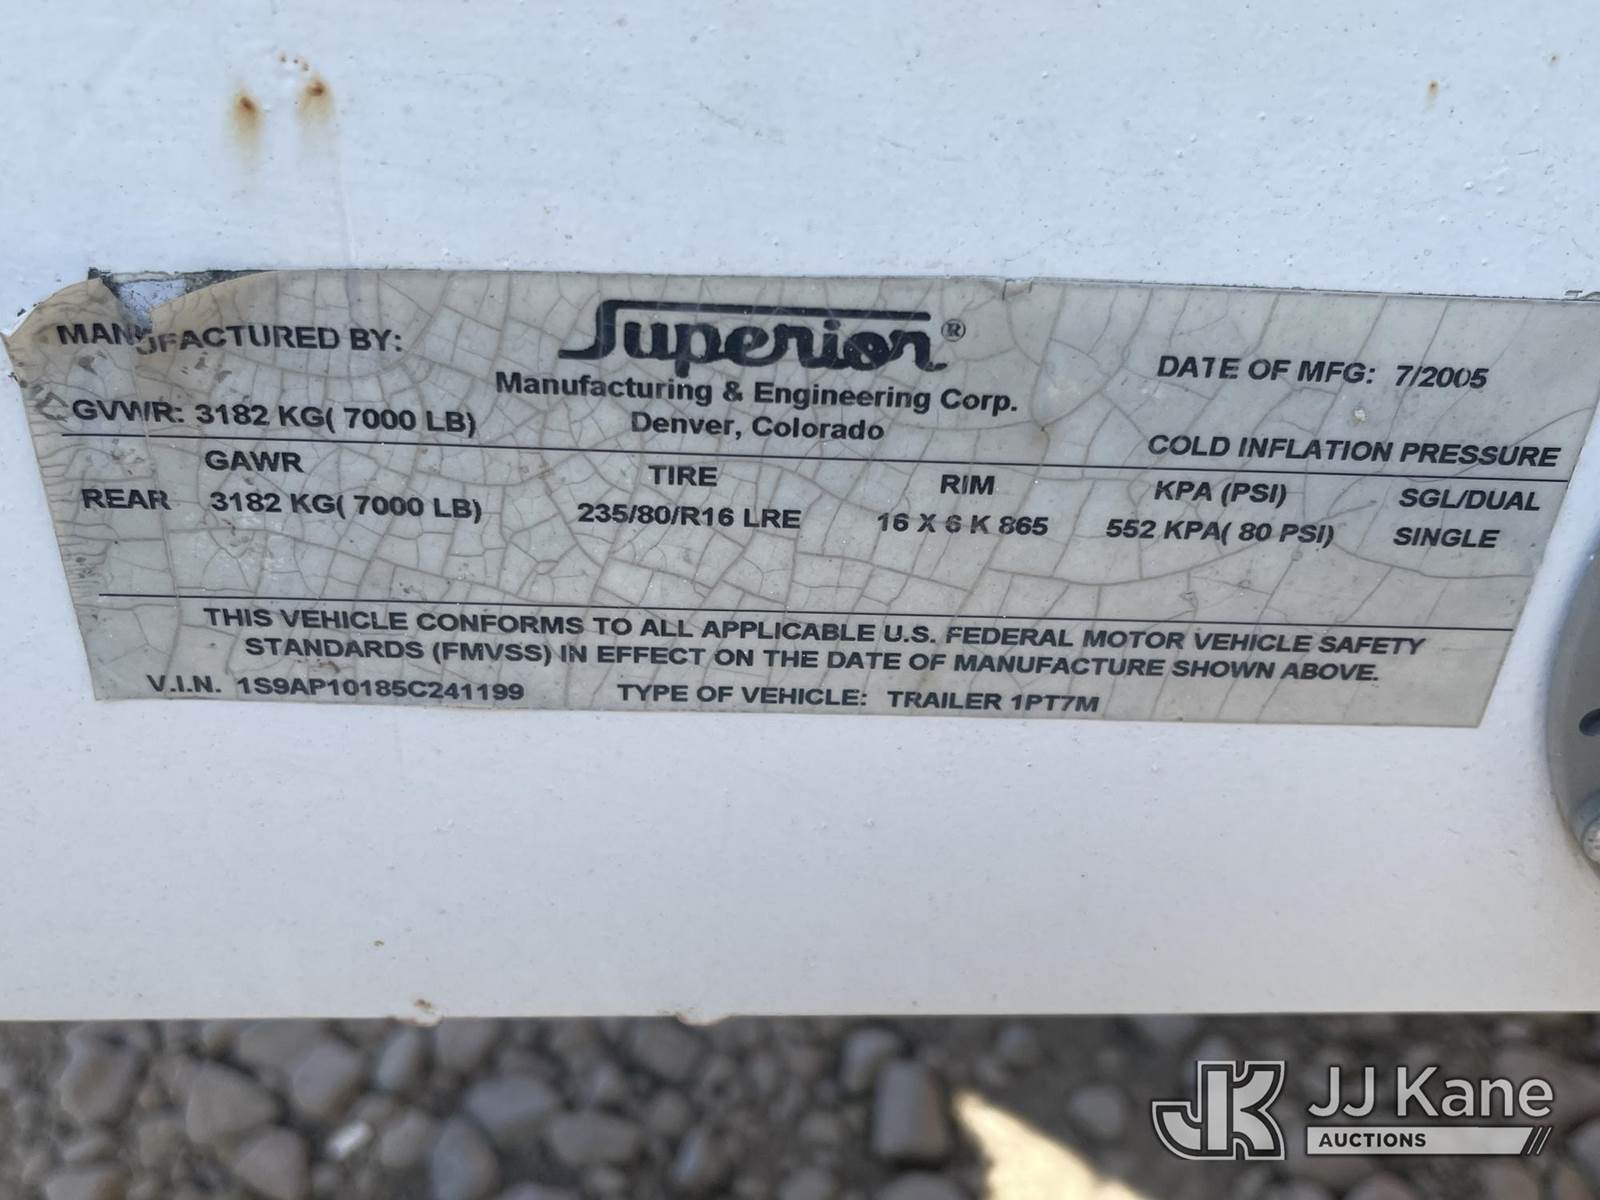 MANUFACTURED BY:
Superior®
Manufacturing & Engineering Corp.
Denver, Colorado
DATE OF MFG: 7/2005
GVWR: 3182 KG( 7000 LB)
COLD INFLATION PRESSURE
GAWR TIRE RIM KPA (PSI) SGL/DUAL
REAR 3182 KG( 7000 LB) 235/80/R16 LRE 16 X 6 K 865 552 KPA( 80 PSI) SINGLE
THIS VEHICLE CONFORMS TO ALL APPLICABLE U.S. FEDERAL MOTOR VEHICLE SAFETY
STANDARDS (FMVSS) IN EFFECT ON THE DATE OF MANUFACTURE SHOWN ABOVE.
V.I.N. 1S9AP10185C241199 TYPE OF VEHICLE: TRAILER 1PT7M
JK JJ Kane
AUCTIONS